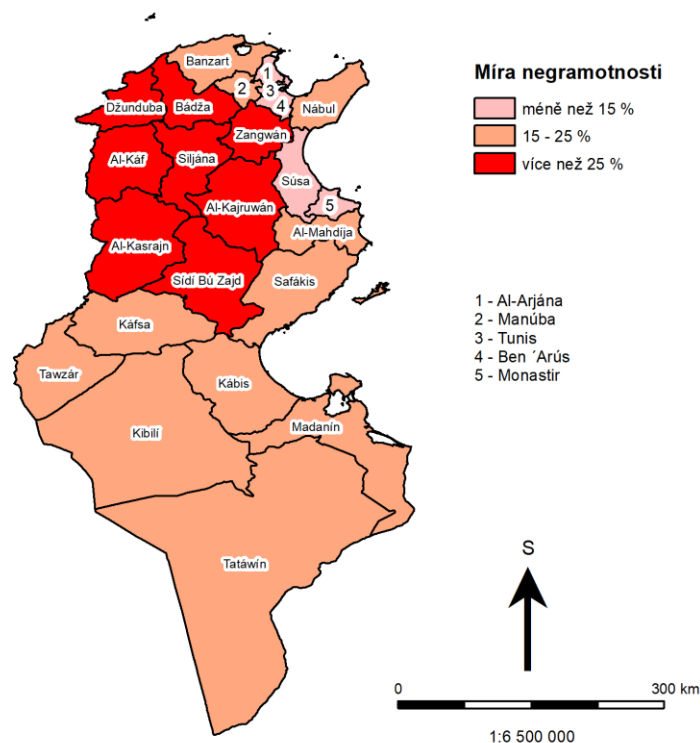 Míra negramotnosti
méně než 15 %
15 - 25 %
více než 25 %
Banzart
1
2
3
4
Nábul
Džunduba
Bádža
Zangwán
Al-Káf
Siljána
Súsa
5
Al-Kajruwán
Al-Mahdíja
Al-Kasrajn
Sídí Bú Zajd
Safákis
Káfsa
Tawzár
Kábis
Kibilí
Madanín
Tatáwín
1 - Al-Arjána
2 - Manúba
3 - Tunis
4 - Ben ´Arús
5 - Monastir
S
0 300 km
1:6 500 000